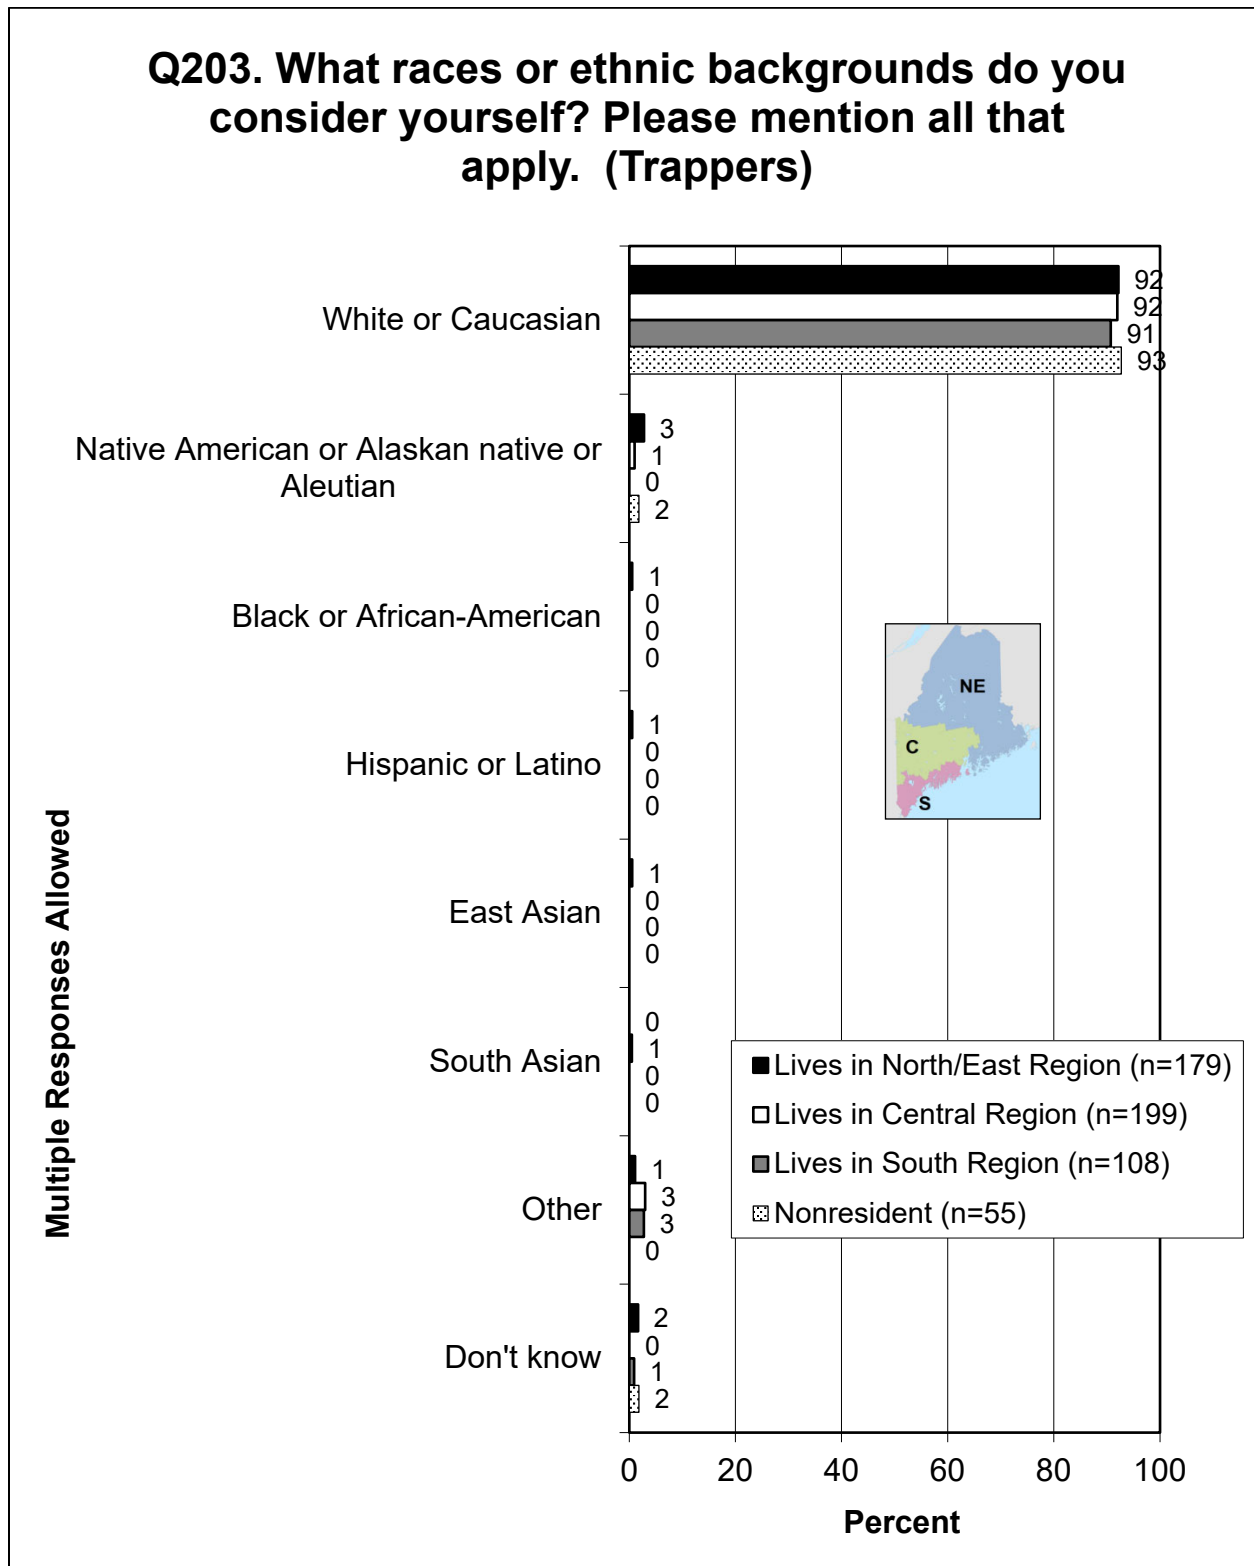 Q203. What races or ethnic backgrounds do you
consider yourself? Please mention all that
apply.  (Trappers)
Multiple Responses Allowed
White or Caucasian
92
92
91
93
Native American or Alaskan native or
Aleutian
3
1
0
2
Black or African-American
1
0
0
0
Hispanic or Latino
1
0
0
0
East Asian
1
0
0
0
South Asian
0
1
0
0
Other
1
3
3
0
Don't know
2
0
1
2
NE
C
S
Lives in North/East Region (n=179)
Lives in Central Region (n=199)
Lives in South Region (n=108)
Nonresident (n=55)
0 20 40 60 80 100
Percent